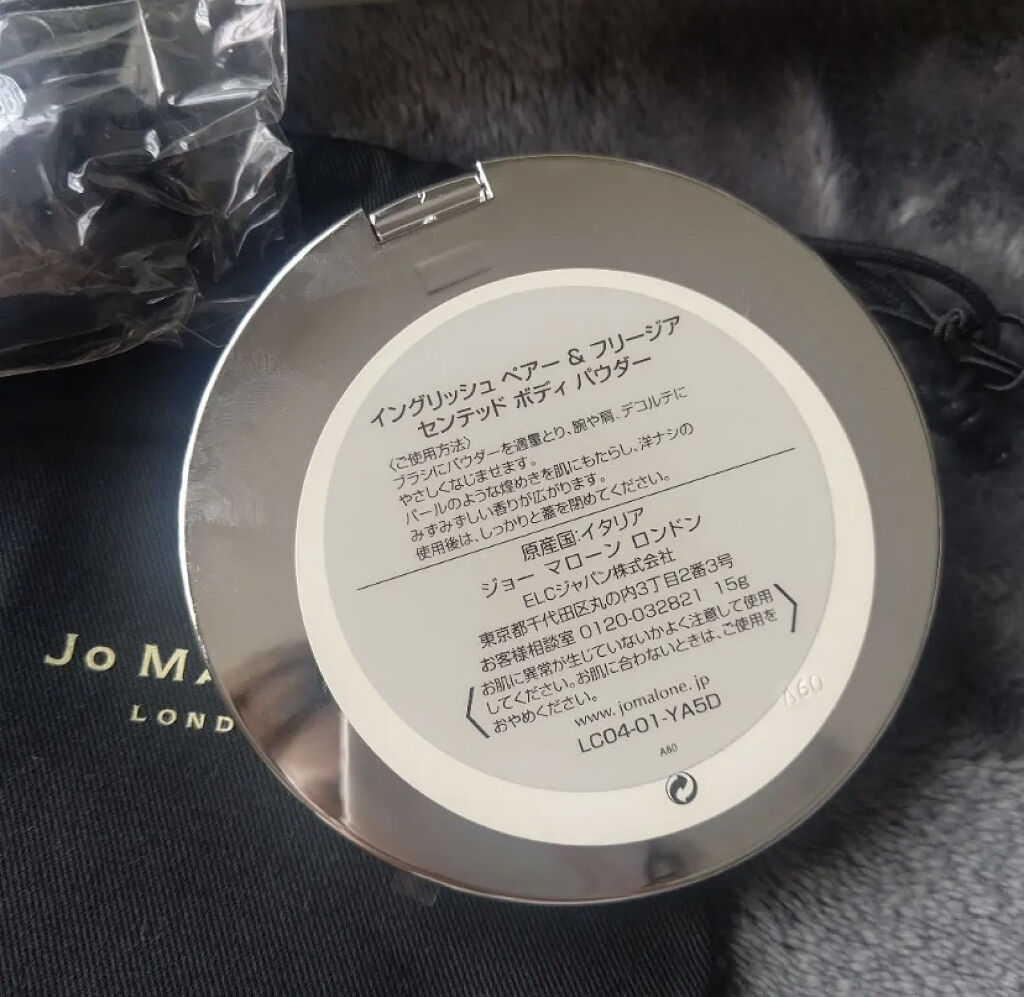 イングリッシュ ペアー & フリージア
センテッド ボディ パウダー
〈ご使用方法〉
ブラシにパウダーを適量とり、腕や肩、デコルテに
やさしくなじませます。
パールのような煌めきを肌にもたらし、洋ナシの
みずみずしい香りが広がります。
使用後は、しっかりと蓋を閉めてください。
原産国:イタリア
ジョー マローン ロンドン
ELCジャパン株式会社
東京都千代田区丸の内3丁目2番3号
お客様相談室 0120-032821 15g
お肌に異常が生じていないかよく注意して使用
してください。お肌に合わないときは、ご使用を
おやめください。
www.jomalone.jp
LC04-01-YA5D
A60
A60
Jo MA
LOND